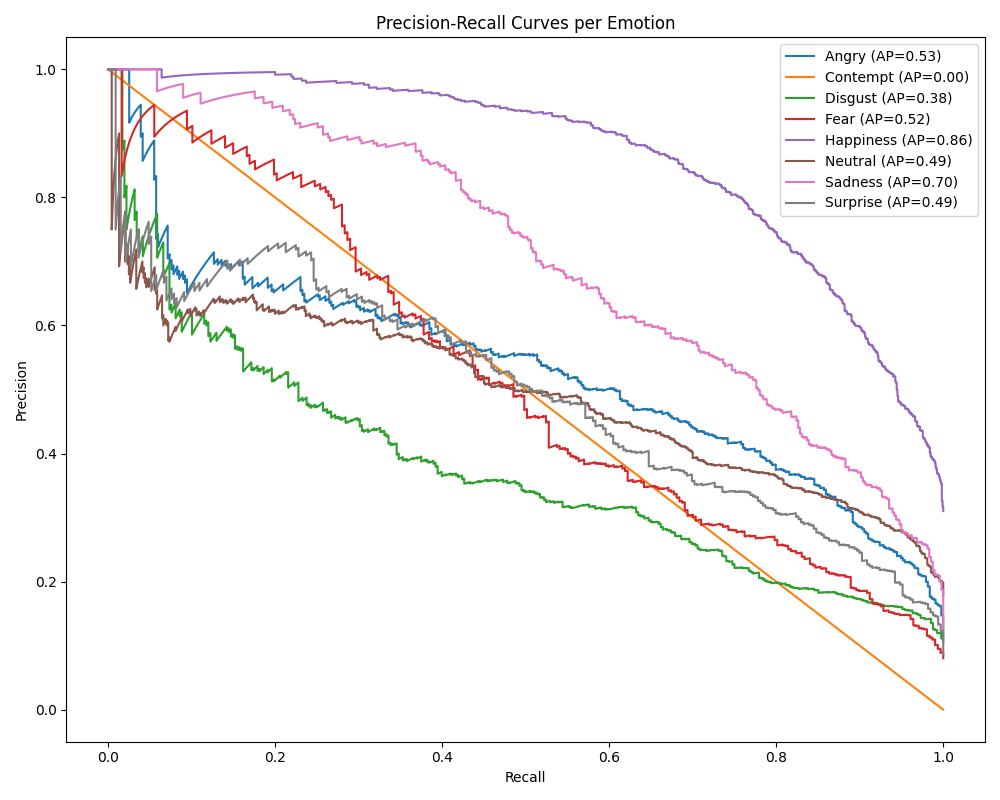 Precision-Recall Curves per Emotion
Angry (AP=0.53)
Contempt (AP=0.00)
Disgust (AP=0.38)
Fear (AP=0.52)
Happiness (AP=0.86)
Neutral (AP=0.49)
Sadness (AP=0.70)
Surprise (AP=0.49)
Precision
1.0
0.8
0.6
0.4
0.2
0.0
0.0 0.2 0.4 0.6 0.8 1.0
Recall